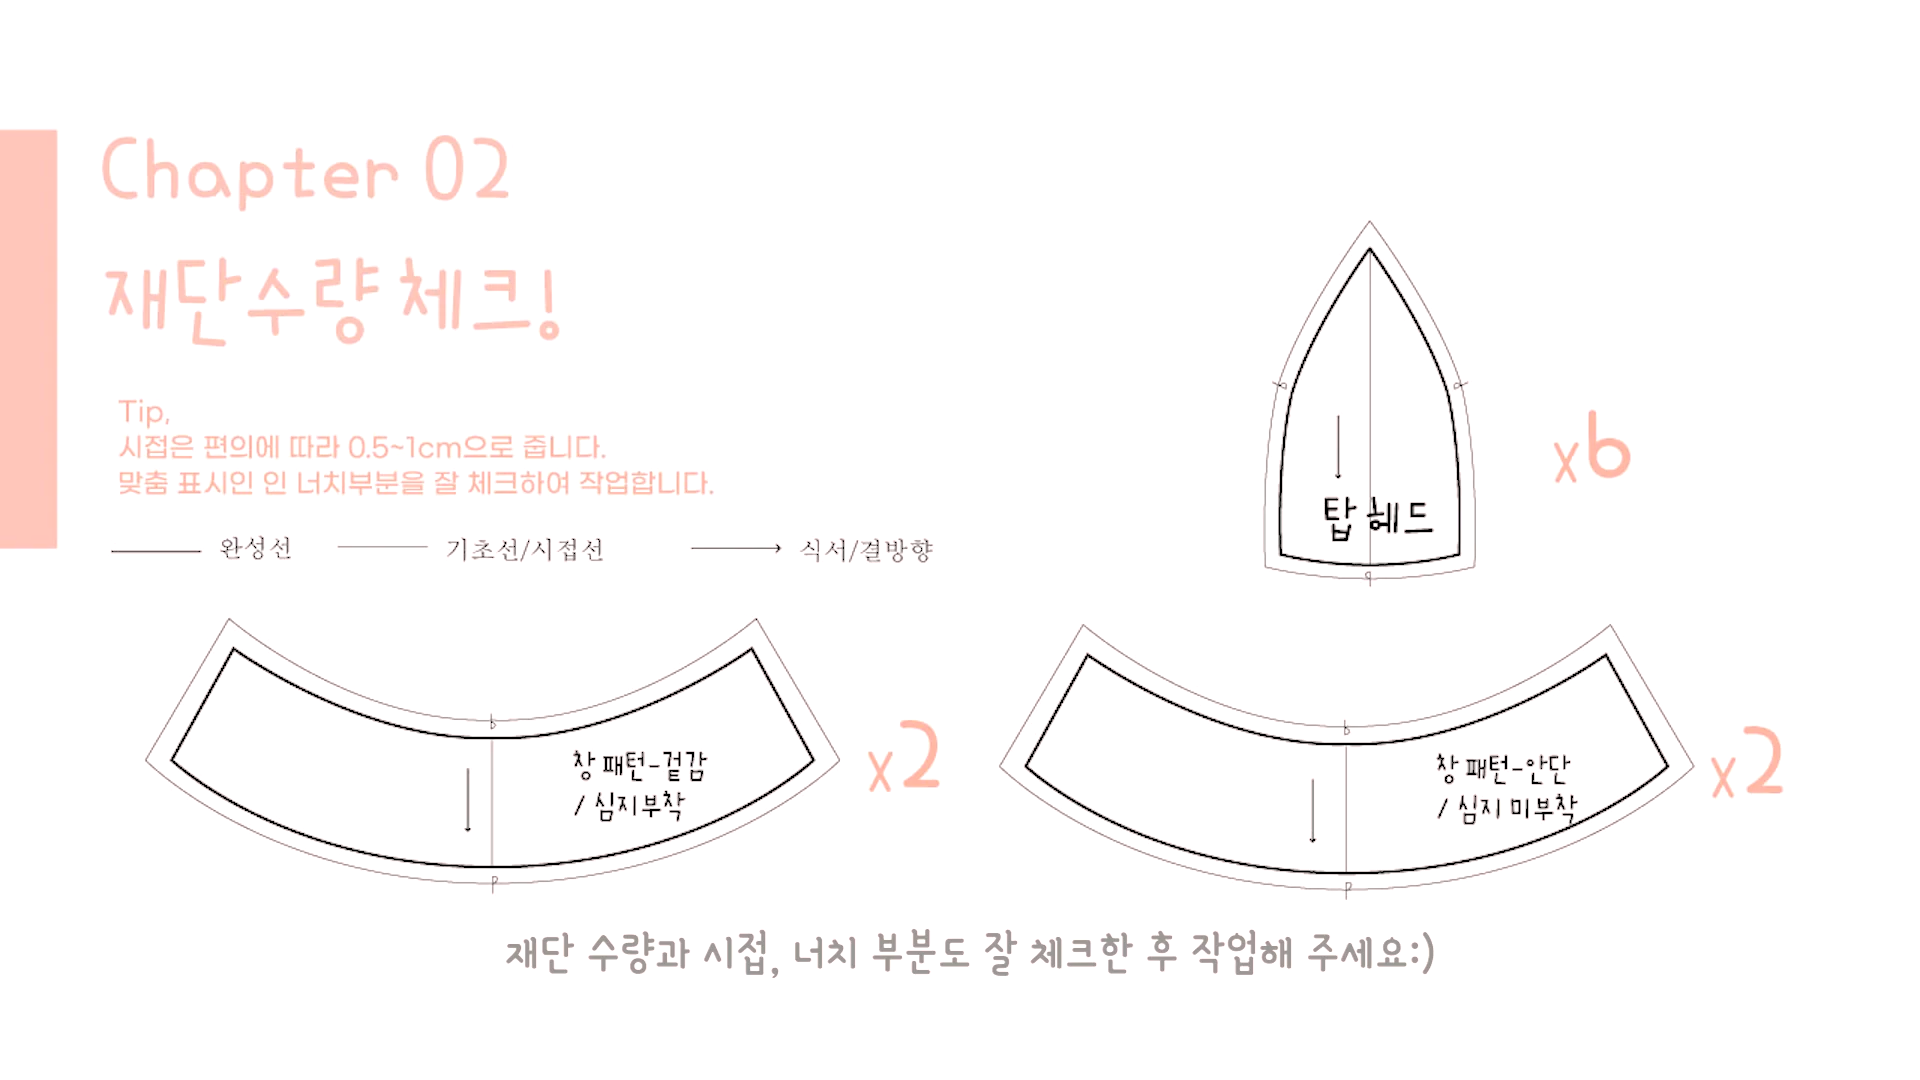 Chapter 02
재단수량 체크!
Tip,
시접은 편의에 따라 0.5~1cm으로 줍니다.
맞춤 표시인 인 너치부분을 잘 체크하여 작업합니다.
완성선 기초선/시접선 식서/결방향
탑 헤드
x6
창 패턴-겉감
/ 심지부착
x2
창 패턴-안단
/ 심지 미부착
x2
재단 수량과 시접, 너치 부분도 잘 체크한 후 작업해 주세요:)